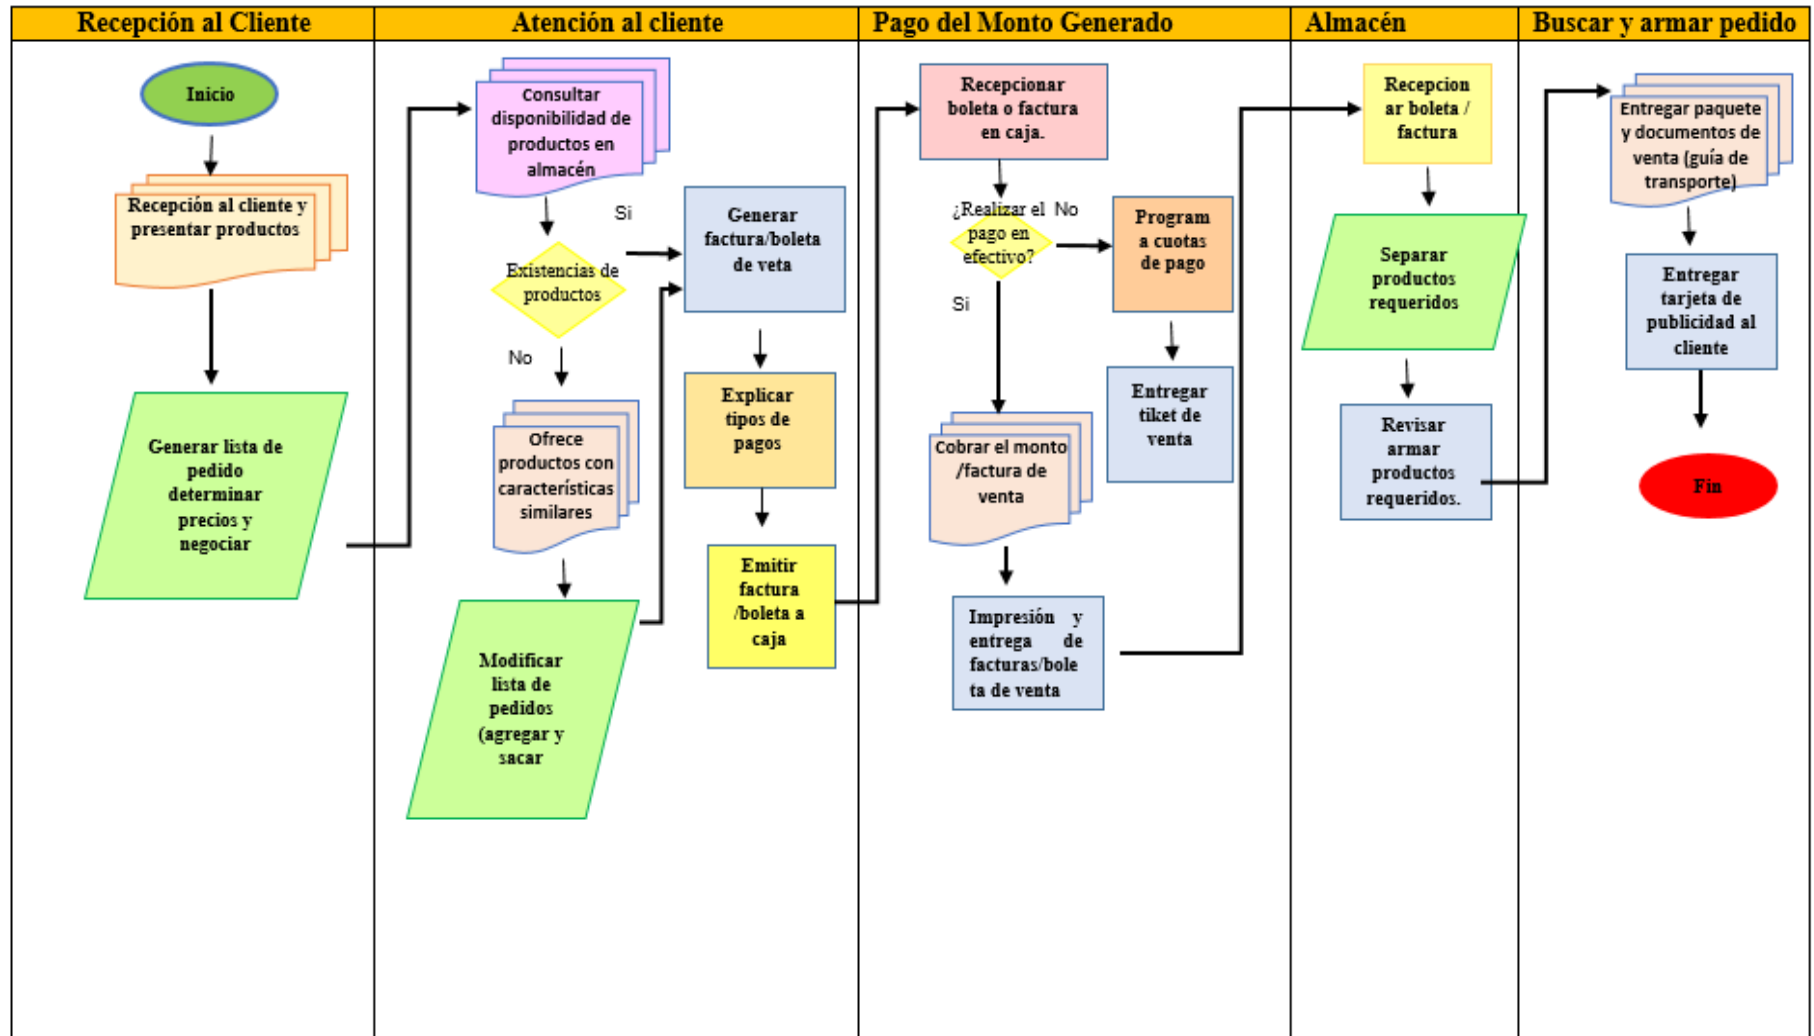 Recepción al Cliente
Atención al cliente
Pago del Monto Generado
Almacén
Buscar y armar pedido
Inicio
Recepción al cliente y
presentar productos
Generar lista de
pedido
determinar
precios y
negociar
Consultar
disponibilidad de
productos en
almacén
Si
Existencias de
productos
No
Ofrece
productos con
características
similares
Modificar
lista de
pedidos
(agregar y
sacar
Generar
factura/boleta
de veta
Explicar
tipos de
pagos
Emitir
factura
/boleta a
caja
Recepcionar
boleta o factura
en caja.
¿Realizar el
pago en
efectivo?
No
Si
Program
a cuotas
de pago
Entregar
tiket de
venta
Cobrar el monto
/factura de
venta
Impresión y
entrega de
facturas/bole
ta de venta
Recepcion
ar boleta /
factura
Separar
productos
requeridos
Revisar
armar
productos
requeridos.
Entregar paquete
y documentos de
venta (guía de
transporte)
Entregar
tarjeta de
publicidad al
cliente
Fin